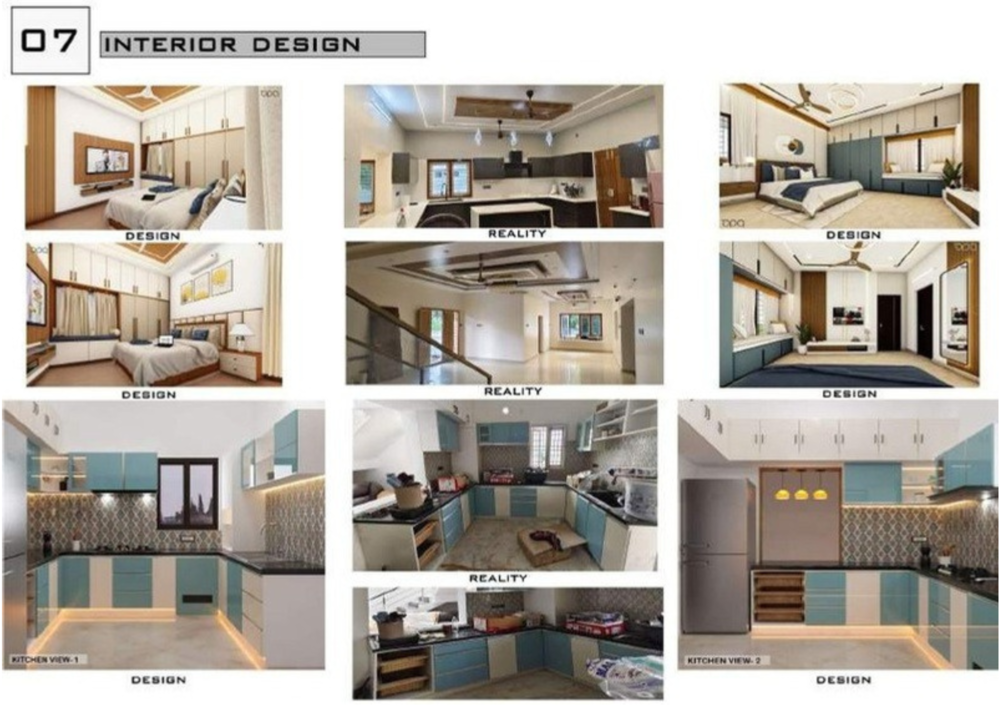 07
INTERIOR DESIGN
DESIGN
REALITY
DESIGN
DESIGN
REALITY
DESIGN
KITCHEN VIEW- 1
DESIGN
REALITY
KITCHEN VIEW- 2
DESIGN